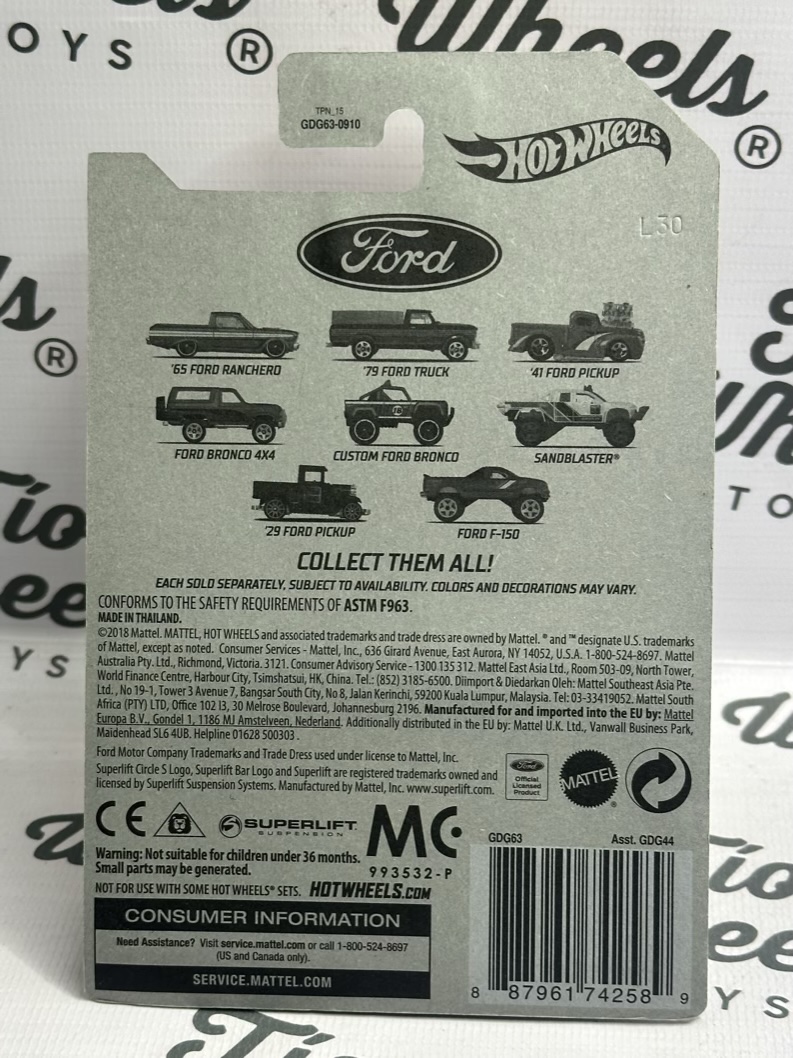 OYS ® Wheels ®
TPN_15
GDG63-0910
HOT WHEELS
L30
Ford
'65 FORD RANCHERO '79 FORD TRUCK '41 FORD PICKUP
FORD BRONCO 4X4 CUSTOM FORD BRONCO SANDBLASTER®
'29 FORD PICKUP FORD F-150
COLLECT THEM ALL!
EACH SOLD SEPARATELY, SUBJECT TO AVAILABILITY. COLORS AND DECORATIONS MAY VARY.
CONFORMS TO THE SAFETY REQUIREMENTS OF ASTM F963.
MADE IN THAILAND.
©2018 Mattel. MATTEL, HOT WHEELS and associated trademarks and trade dress are owned by Mattel. ® and ™ designate U.S. trademarks
of Mattel, except as noted. Consumer Services - Mattel, Inc., 636 Girard Avenue, East Aurora, NY 14052, U.S.A. 1-800-524-8697. Mattel
Australia Pty. Ltd., Richmond, Victoria. 3121. Consumer Advisory Service - 1300 135 312. Mattel East Asia Ltd., Room 503-09, North Tower,
World Finance Centre, Harbour City, Tsimshatsui, HK, China. Tel.: (852) 3185-6500. Diimport & Diedarkan Oleh: Mattel Southeast Asia Pte.
Ltd., No 19-1, Tower 3 Avenue 7, Bangsar South City, No 8, Jalan Kerinchi, 59200 Kuala Lumpur, Malaysia. Tel: 03-33419052. Mattel South
Africa (PTY) LTD, Office 102 I3, 30 Melrose Boulevard, Johannesburg 2196. Manufactured for and imported into the EU by: Mattel
Europa B.V., Gondel 1, 1186 MJ Amstelveen, Nederland. Additionally distributed in the EU by: Mattel U.K. Ltd., Vanwall Business Park,
Maidenhead SL6 4UB. Helpline 01628 500303.
Ford Motor Company Trademarks and Trade Dress used under license to Mattel, Inc.
Superlift Circle S Logo, Superlift Bar Logo and Superlift are registered trademarks owned and
licensed by Superlift Suspension Systems. Manufactured by Mattel, Inc. www.superlift.com.
Ford
Official
Licensed
Product
MATTEL ®
CE SUPERLIFT
SUSPENSION
MC
993532-P
Warning: Not suitable for children under 36 months.
Small parts may be generated.
NOT FOR USE WITH SOME HOT WHEELS® SETS. HOTWHEELS.COM
CONSUMER INFORMATION
Need Assistance? Visit service.mattel.com or call 1-800-524-8697
(US and Canada only).
SERVICE.MATTEL.COM
GDG63 Asst. GDG44
8 87961 74258 9